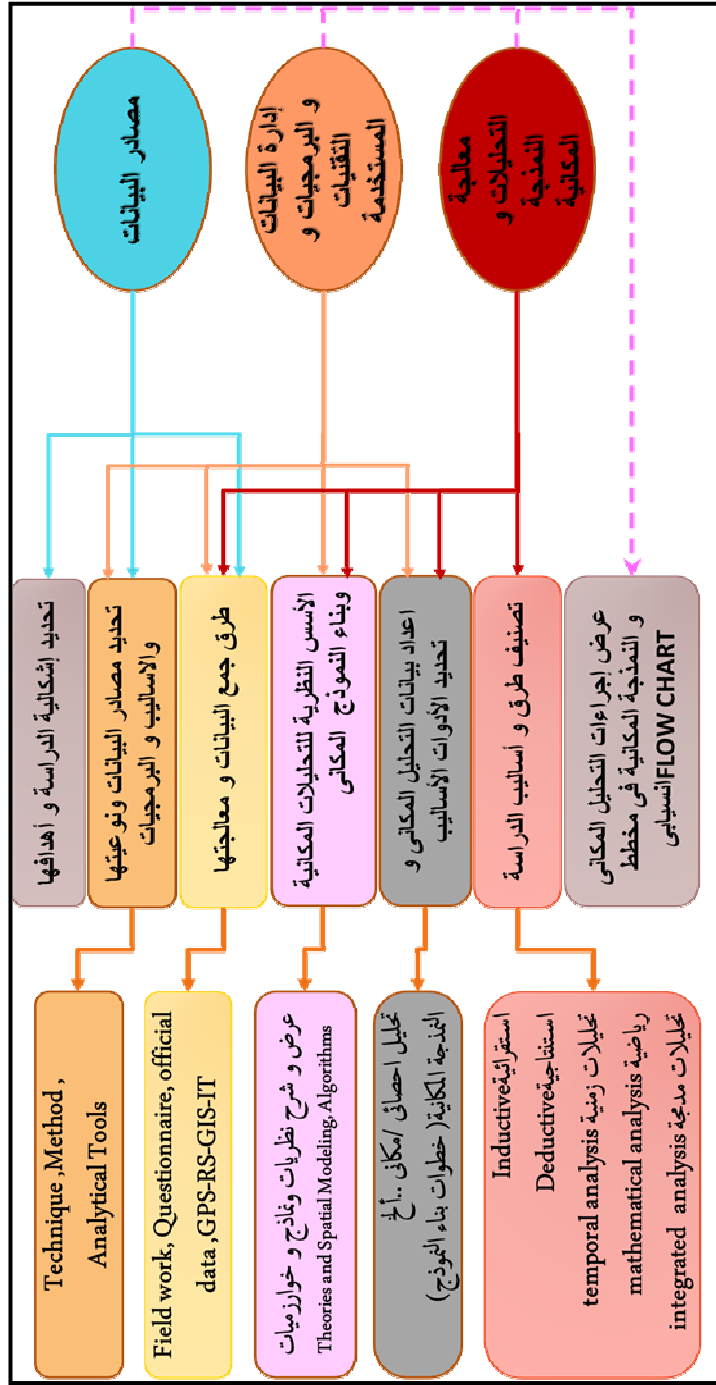 مصادر البيانات
إدارة البيانات
و البرمجيات و
التقنيات
المستخدمة
معالجة
التحليلات و
النمذجة
المكانية
تحديد إشكالية الدراسة و أهدافها
تحديد مصادر البيانات ونوعيتها
والاساليب و البرمجيات
طرق جمع البيانات و معالجتها
الأسس النظرية للتحليلات المكانية
وبناء النموذج المكانى
اعداد بيانات التحليل المكانى و
تحديد الأدوات الأساليب
تصنيف طرق و أساليب الدراسة
عرض إجراءات التحليل المكانى
و النمذجة المكانية فى مخطط
انسيابى FLOW CHART
Technique ,Method ,
Analytical Tools
Field work, Questionnaire, official
data ,GPS-RS-GIS-IT
عرض و شرح نظريات ونماذج و خوارزميات
Theories and Spatial Modeling, Algorithms
تحليل احصائى /مكانى ..ألخ
النمذجة المكانية( خطوات بناء النموذج)
استقرائية Inductive
استنتاجية Deductive
تحليلات زمنية temporal analysis
رياضية mathematical analysis
تحليلات مدمجة integrated analysis